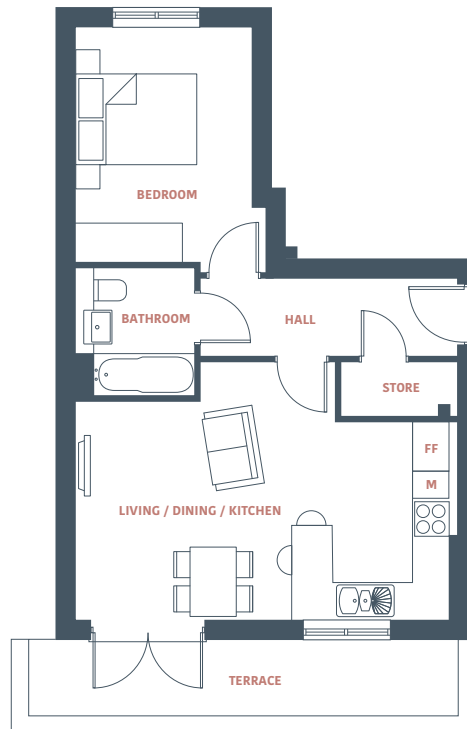 BEDROOM
BATHROOM
HALL
STORE
FF
M
LIVING / DINING / KITCHEN
TERRACE